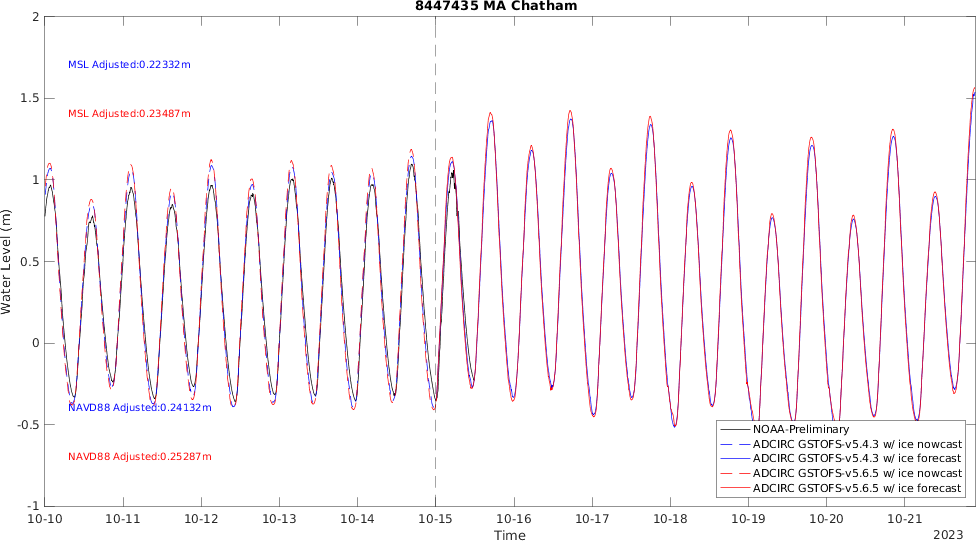 8447435 MA Chatham
2
1.5
1
0.5
0
-0.5
-1
Water Level (m)
MSL Adjusted:0.22332m
MSL Adjusted:0.23487m
NAVD88 Adjusted:0.24132m
NAVD88 Adjusted:0.25287m
NOAA-Preliminary
ADCIRC GSTOFS-v5.4.3 w/ ice nowcast
ADCIRC GSTOFS-v5.4.3 w/ ice forecast
ADCIRC GSTOFS-v5.6.5 w/ ice nowcast
ADCIRC GSTOFS-v5.6.5 w/ ice forecast
10-10 10-11 10-12 10-13 10-14 10-15 10-16 10-17 10-18 10-19 10-20 10-21
Time
2023